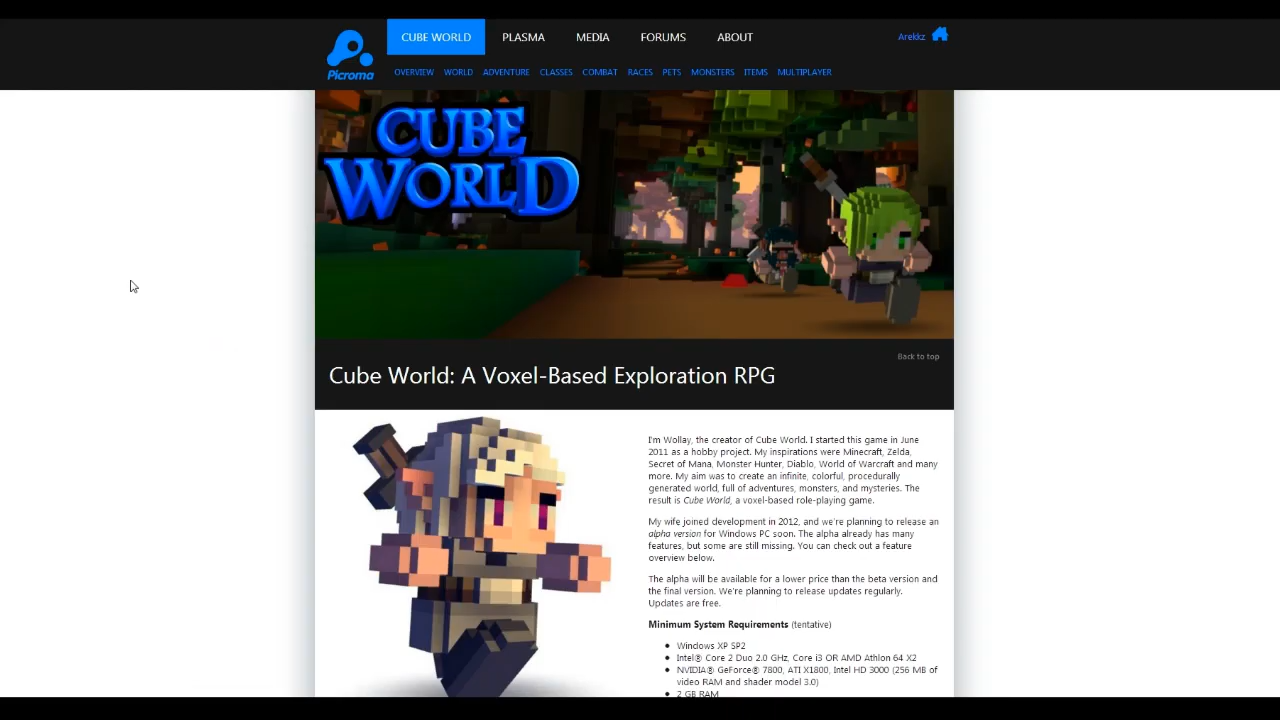 CUBE WORLD PLASMA MEDIA FORUMS ABOUT
Arekkz
Picroma
OVERVIEW WORLD ADVENTURE CLASSES COMBAT RACES PETS MONSTERS ITEMS MULTIPLAYER
CUBE
WORLD
Back to top
Cube World: A Voxel-Based Exploration RPG
I'm Wollay, the creator of Cube World. I started this game in June
2011 as a hobby project. My inspirations were Minecraft, Zelda,
Secret of Mana, Monster Hunter, Diablo, World of Warcraft and many
more. My aim was to create an infinite, colorful, procedurally
generated world, full of adventures, monsters, and mysteries. The
result is Cube World, a voxel-based role-playing game.
My wife joined development in 2012, and we're planning to release an
alpha version for Windows PC soon. The alpha already has many
features, but some are still missing. You can check out a feature
overview below.
The alpha will be available for a lower price than the beta version and
the final version. We're planning to release updates regularly.
Updates are free.
Minimum System Requirements (tentative)
• Windows XP SP2
• Intel® Core 2 Duo 2.0 GHz, Core i3 OR AMD Athlon 64 X2
• NVIDIA® GeForce® 7800, ATI X1800, Intel HD 3000 (256 MB of
video RAM and shader model 3.0)
• 2 GB RAM